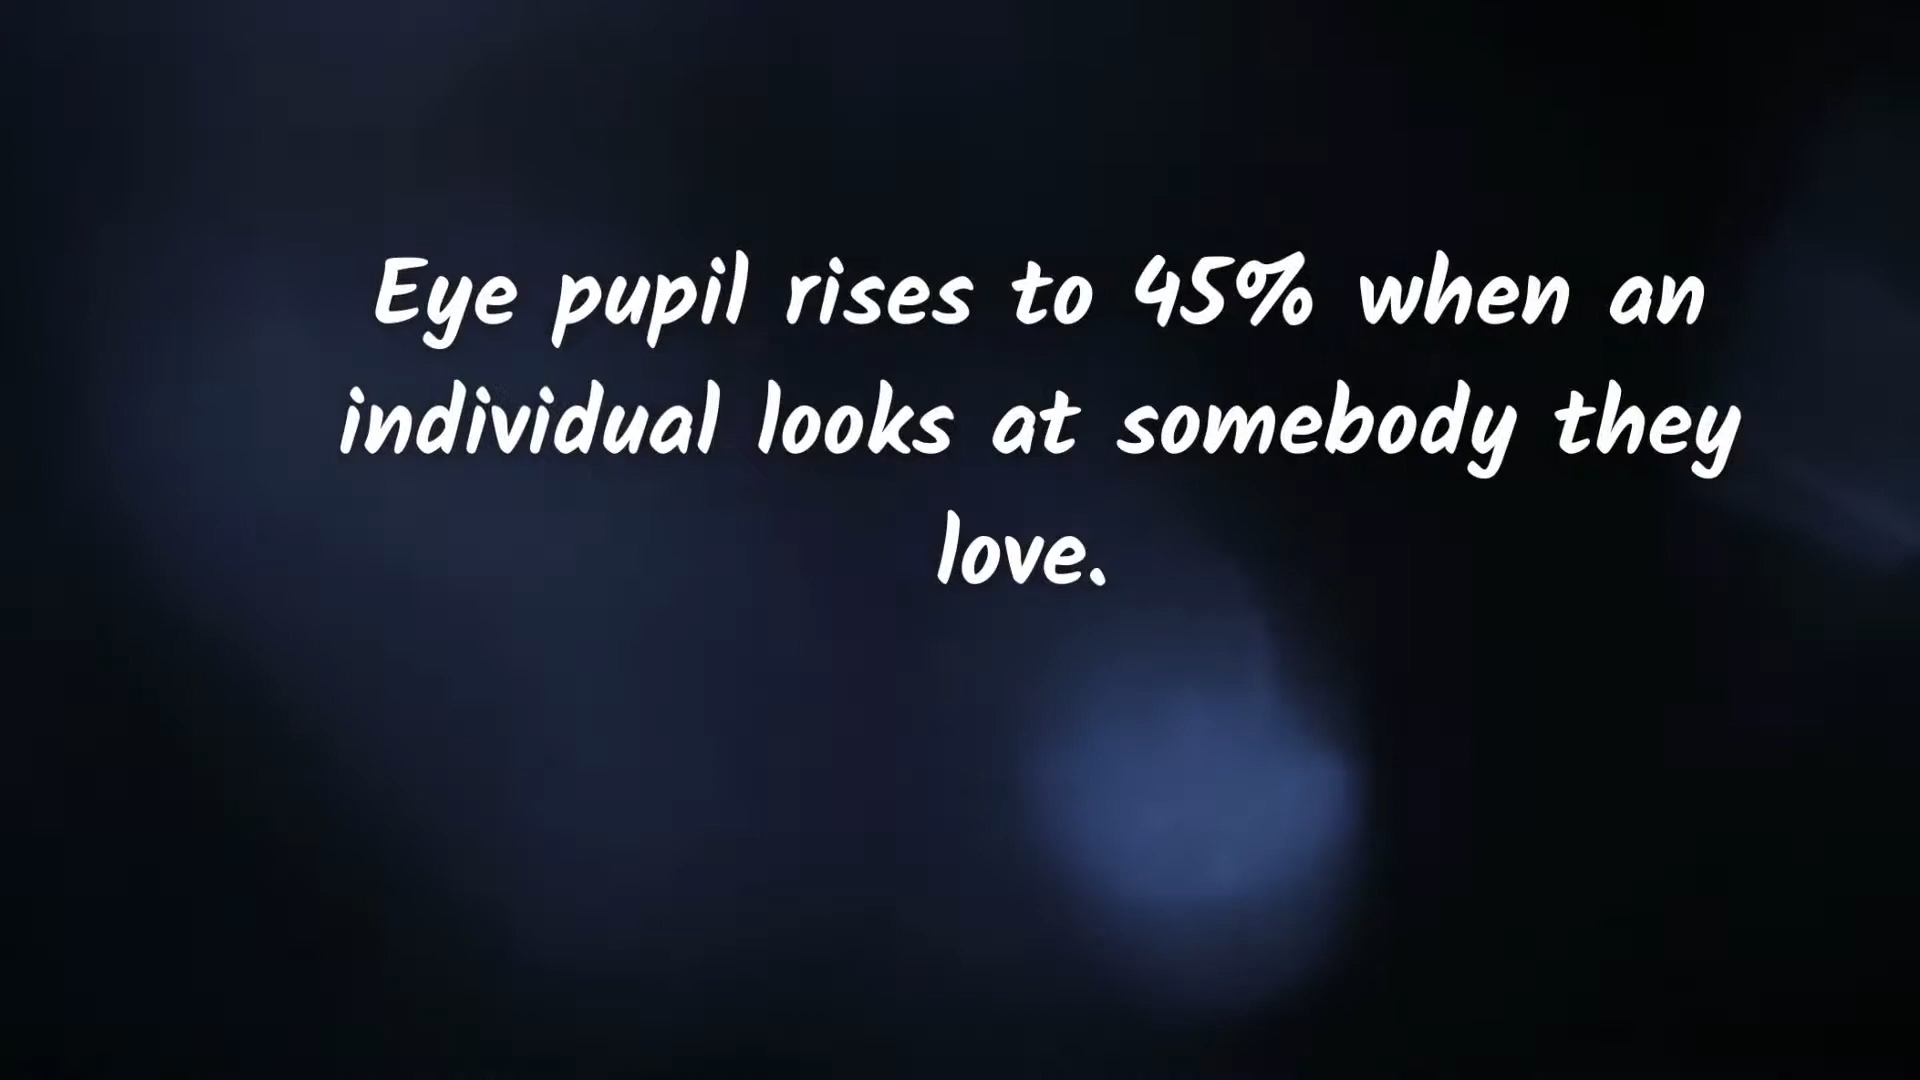 Eye pupil rises to 45% when an
individual looks at somebody they
love.